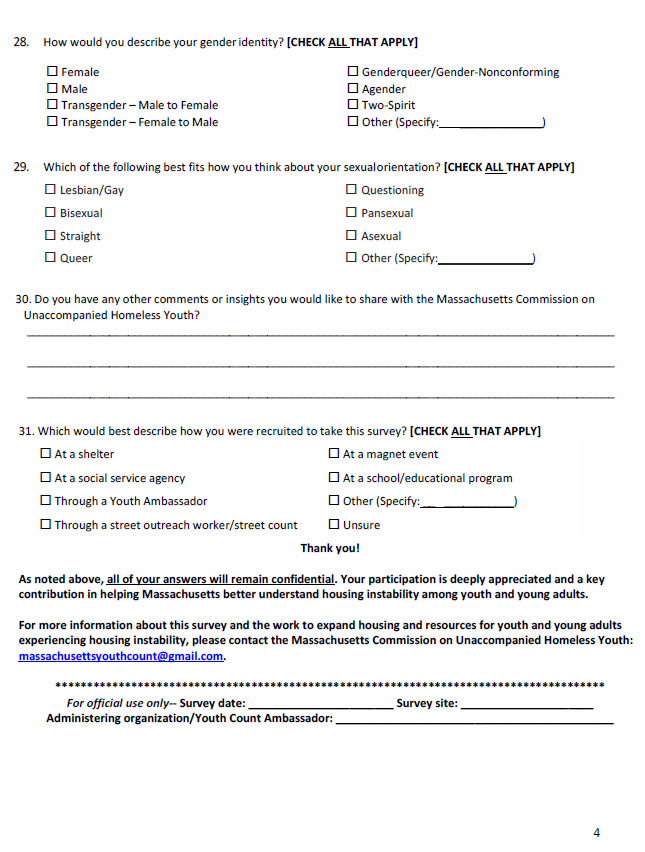 28. How would you describe your gender identity? [CHECK ALL THAT APPLY]
☐ Female ☐ Genderqueer/Gender-Nonconforming
☐ Male ☐ Agender
☐ Transgender – Male to Female ☐ Two-Spirit
☐ Transgender – Female to Male ☐ Other (Specify:_________________)
29. Which of the following best fits how you think about your sexualorientation? [CHECK ALL THAT APPLY]
☐ Lesbian/Gay ☐ Questioning
☐ Bisexual ☐ Pansexual
☐ Straight ☐ Asexual
☐ Queer ☐ Other (Specify:_______________)
30. Do you have any other comments or insights you would like to share with the Massachusetts Commission on
Unaccompanied Homeless Youth?
31. Which would best describe how you were recruited to take this survey? [CHECK ALL THAT APPLY]
☐ At a shelter ☐ At a magnet event
☐ At a social service agency ☐ At a school/educational program
☐ Through a Youth Ambassador ☐ Other (Specify:__ ___________)
☐ Through a street outreach worker/street count ☐ Unsure
Thank you!
As noted above, all of your answers will remain confidential. Your participation is deeply appreciated and a key
contribution in helping Massachusetts better understand housing instability among youth and young adults.
For more information about this survey and the work to expand housing and resources for youth and young adults
experiencing housing instability, please contact the Massachusetts Commission on Unaccompanied Homeless Youth:
massachusettsyouthcount@gmail.com.
****************************************************************************************
For official use only-- Survey date: _______________________ Survey site: _____________________
Administering organization/Youth Count Ambassador: ____________________________________________
4